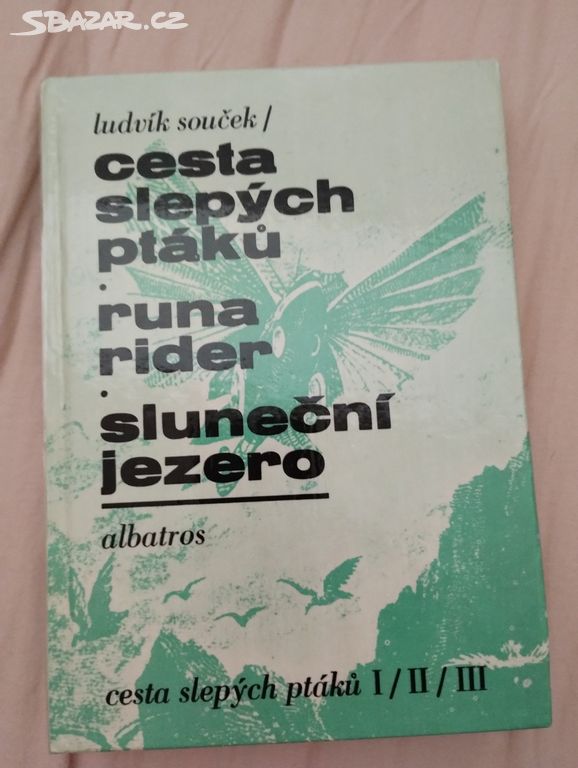 SBAZAR.CZ
ludvík souček/
cesta
slepých
ptáků
.
runa
rider
.
sluneční
jezero
albatros
cesta slepých ptáků I/II/III